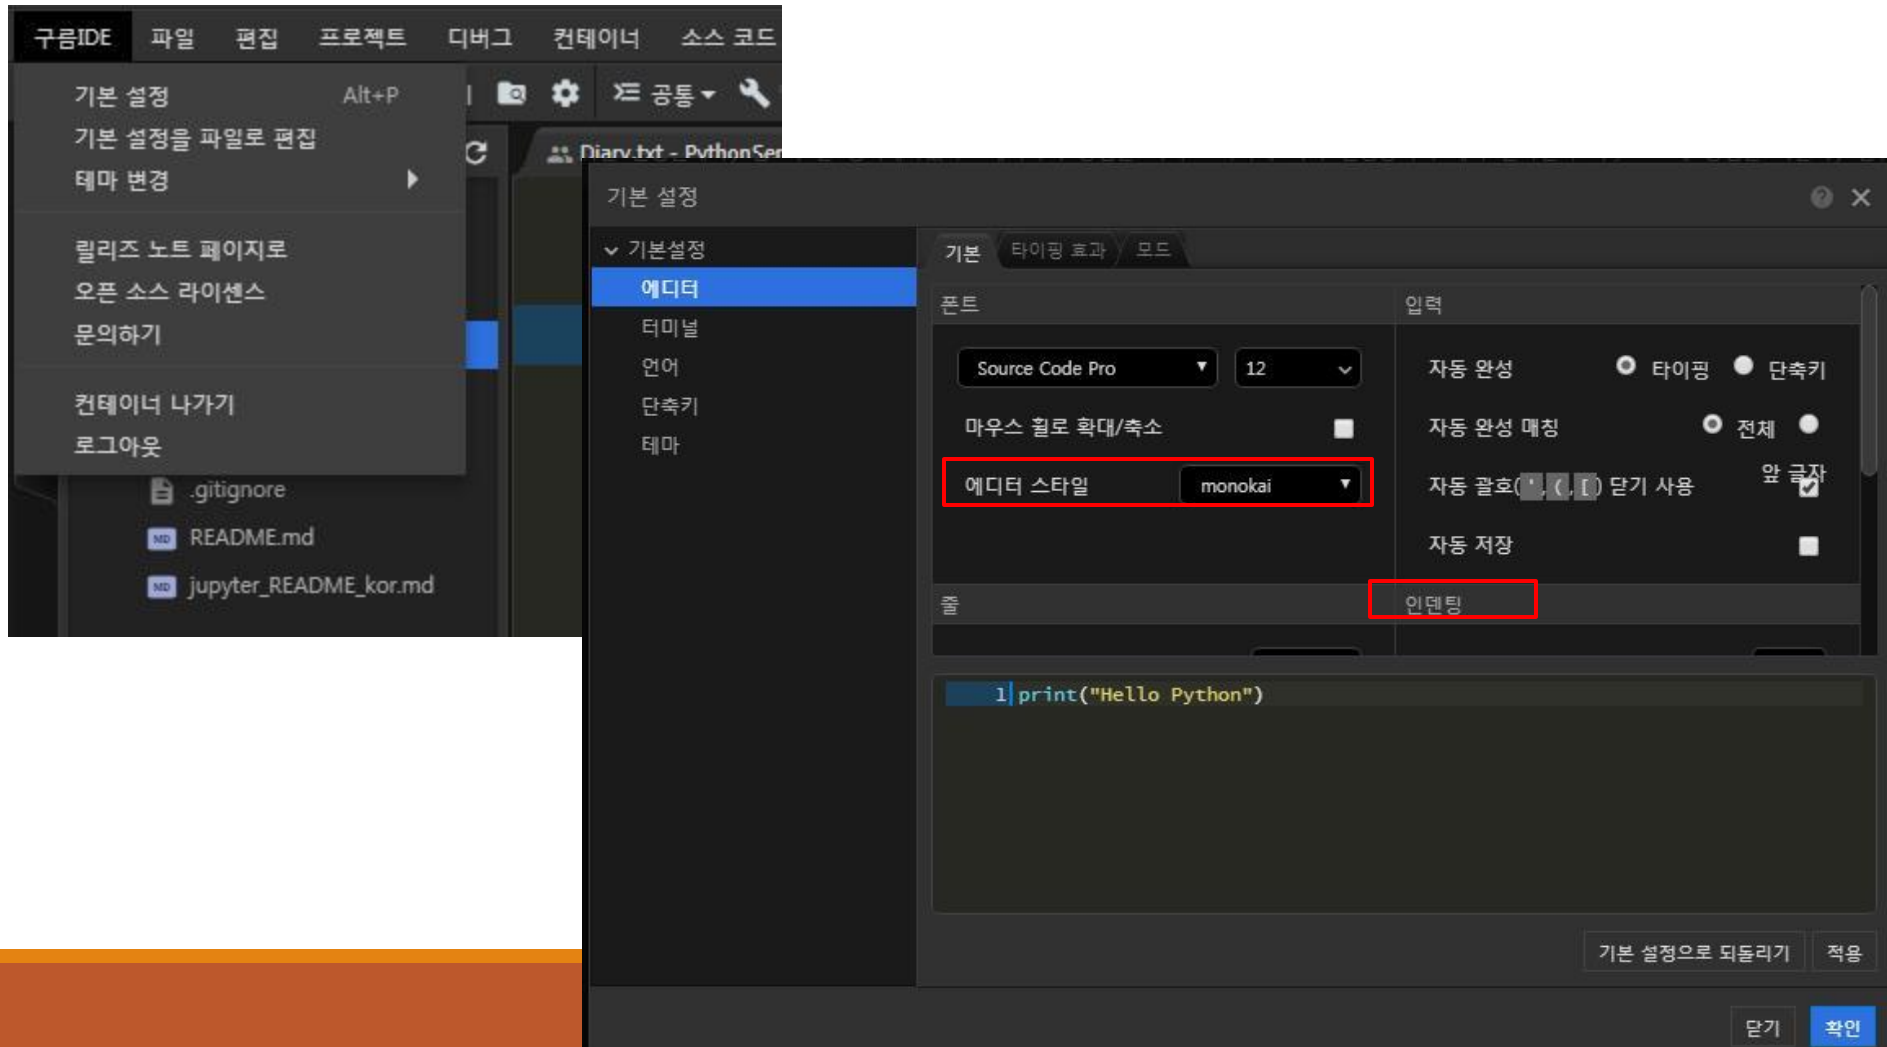 구름IDE 파일 편집 프로젝트 디버그 컨테이너 소스 코드
기본 설정 Alt+P
기본 설정을 파일로 편집
테마 변경
릴리즈 노트 페이지로
오픈 소스 라이센스
문의하기
컨테이너 나가기
로그아웃
공통
Diary.txt - PythonSer
.gitignore
README.md
jupyter_README_kor.md
기본 설정
기본설정
에디터
터미널
언어
단축키
테마
기본 타이핑 효과 모드
폰트
Source Code Pro 12
마우스 휠로 확대/축소
에디터 스타일 monokai
입력
자동 완성 타이핑 단축키
자동 완성 매칭 전체
앞 글자
자동 괄호(',(,[) 닫기 사용
자동 저장
줄 인덴팅
1 print("Hello Python")
기본 설정으로 되돌리기 적용
닫기 확인